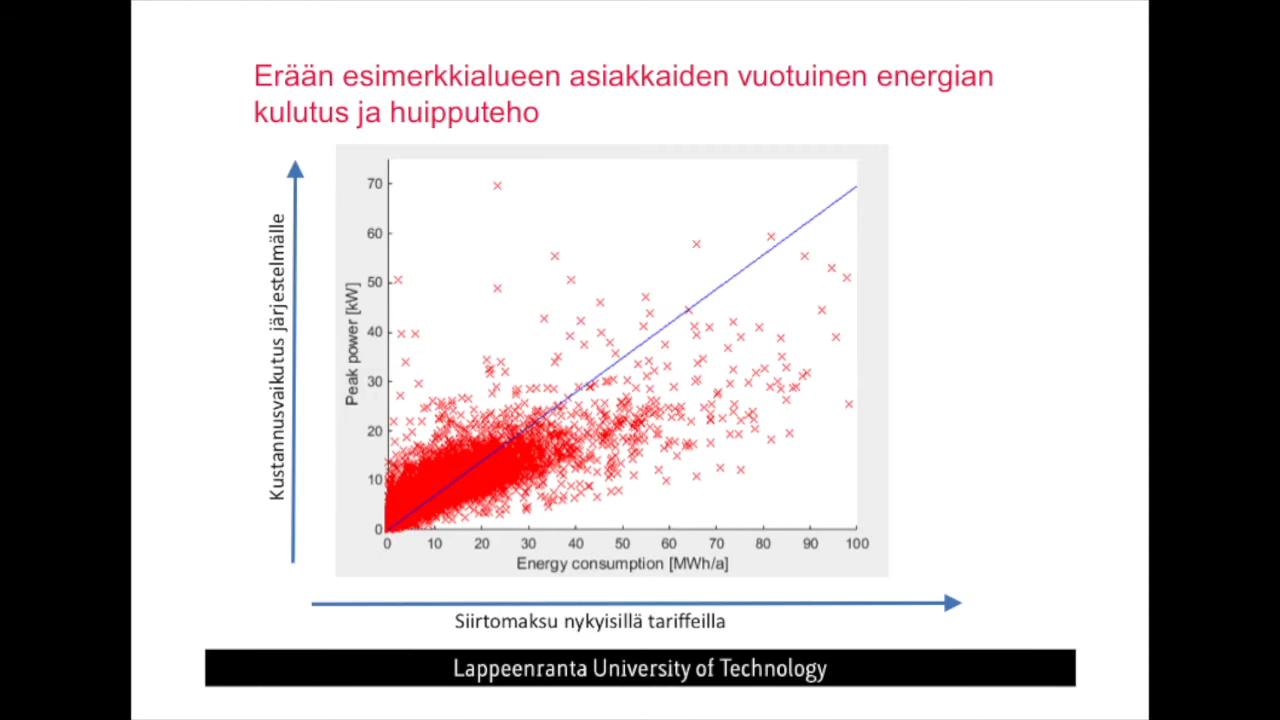 Erään esimerkkialueen asiakkaiden vuotuinen energian
kulutus ja huipputeho
Kustannusvaikutus järjestelmälle
Peak power [kW]
70
60
50
40
30
20
10
0
0 10 20 30 40 50 60 70 80 90 100
Energy consumption [MWh/a]
Siirtomaksu nykyisillä tariffeilla
Lappeenranta University of Technology